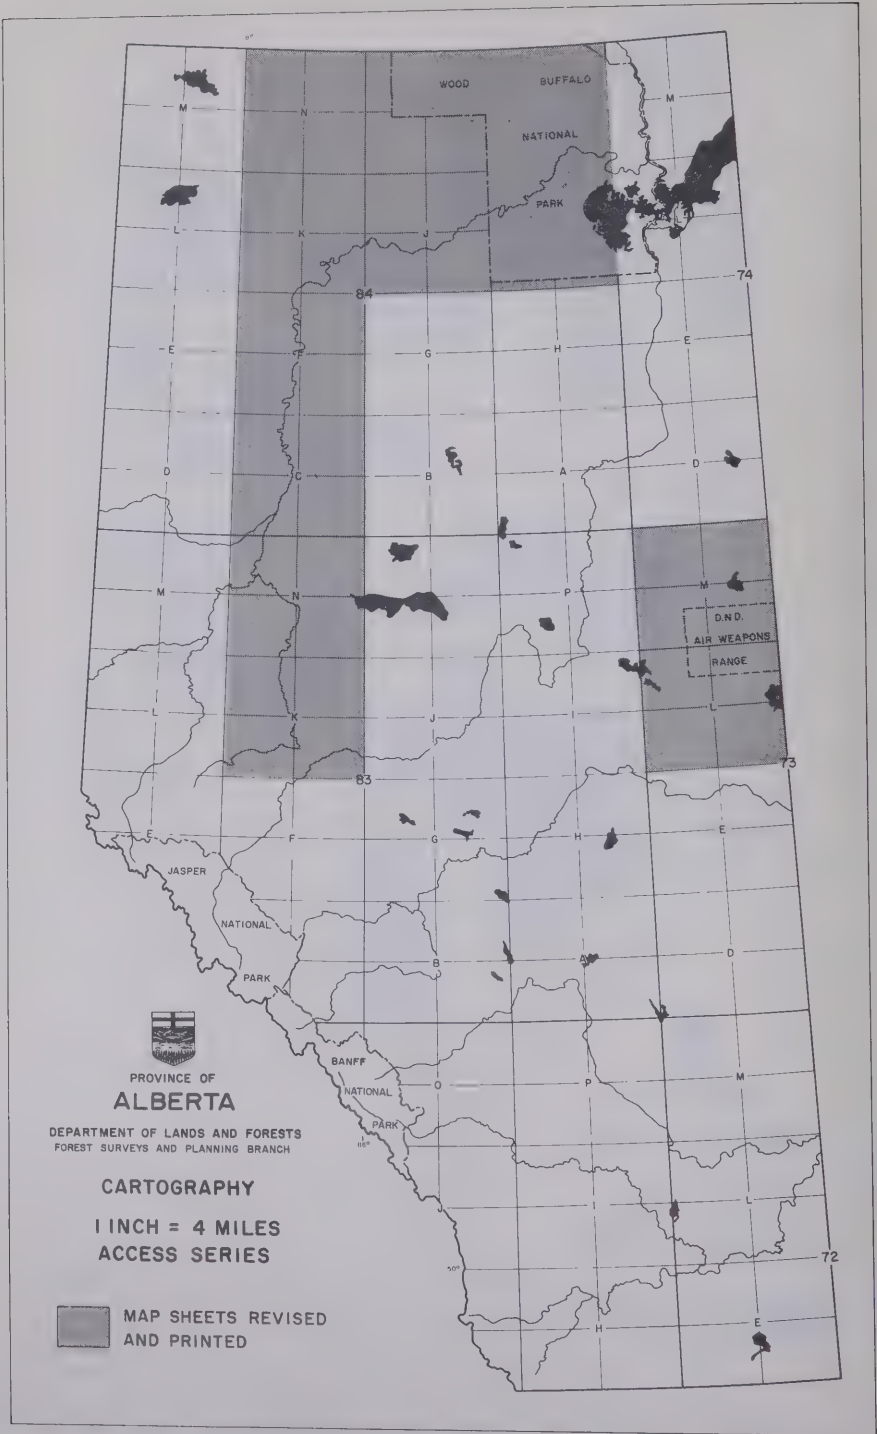 WOOD BUFFALO
M N M
NATIONAL
PARK
L K J
84
74
E F G H E
D C B A D
M N P M
D.N.D.
AIR WEAPONS
RANGE
L K J I L
83
73
E F G H E
JASPER
NATIONAL
B A D
PARK
BANFF
O P M
NATIONAL
PARK
116°
I L
50°
72
H E
PROVINCE OF
ALBERTA
DEPARTMENT OF LANDS AND FORESTS
FOREST SURVEYS AND PLANNING BRANCH
CARTOGRAPHY
1 INCH = 4 MILES
ACCESS SERIES
MAP SHEETS REVISED
AND PRINTED